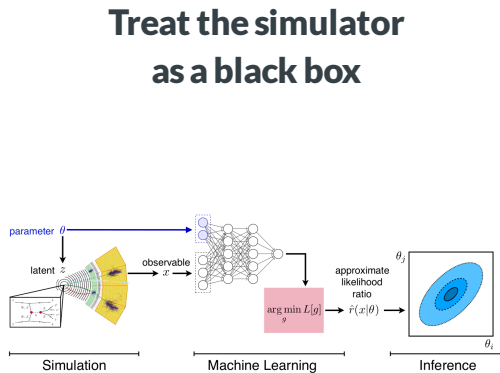 Treat the simulator
as a black box
parameter θ
latent z
observable
x
arg min L[g]
g
approximate
likelihood
ratio
r̂(x|θ)
θj
θi
Simulation
Machine Learning
Inference